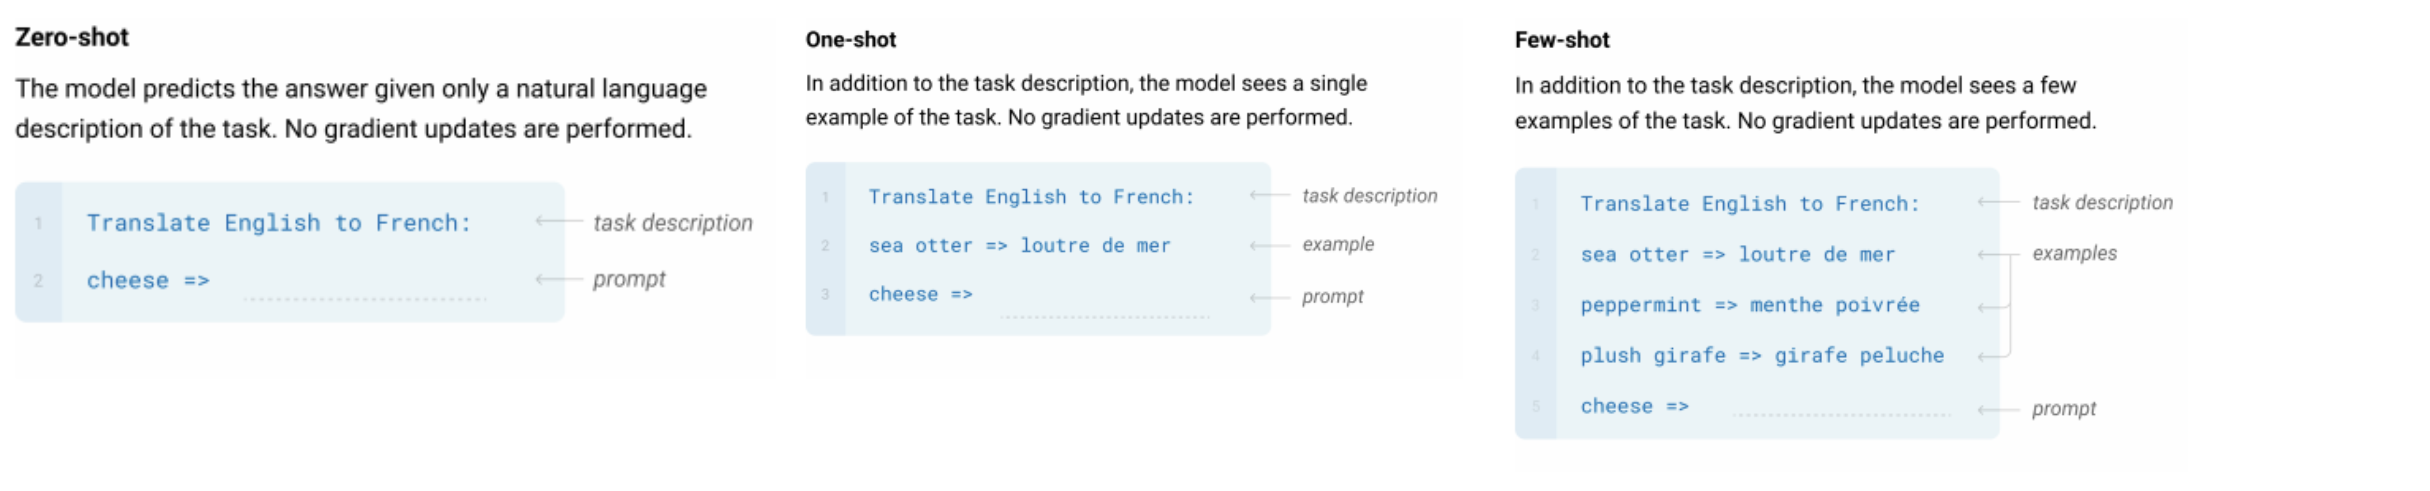 Zero-shot
The model predicts the answer given only a natural language
description of the task. No gradient updates are performed.
1 Translate English to French: task description
2 cheese => prompt
One-shot
In addition to the task description, the model sees a single
example of the task. No gradient updates are performed.
1 Translate English to French: task description
2 sea otter => loutre de mer example
3 cheese => prompt
Few-shot
In addition to the task description, the model sees a few
examples of the task. No gradient updates are performed.
1 Translate English to French: task description
2 sea otter => loutre de mer examples
3 peppermint => menthe poivrée
4 plush girafe => girafe peluche
5 cheese => prompt